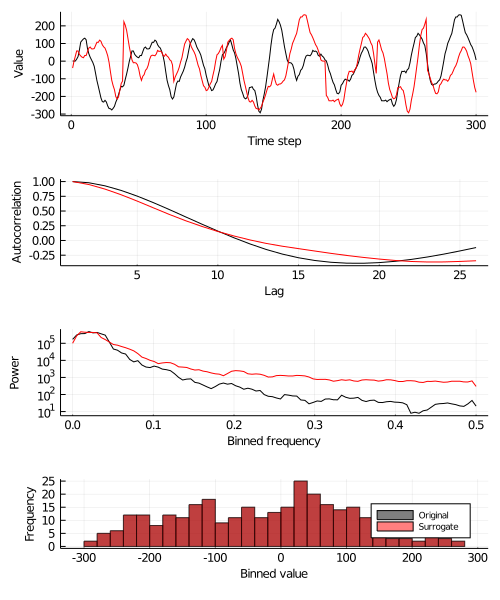 200
100
0
-100
-200
-300
Value
0 100 200 300
Time step
1.00
0.75
0.50
0.25
0.00
-0.25
Autocorrelation
5 10 15 20 25
Lag
10^5
10^4
10^3
10^2
10^1
Power
0.0 0.1 0.2 0.3 0.4 0.5
Binned frequency
25
20
15
10
5
0
Frequency
Original
Surrogate
-300 -200 -100 0 100 200 300
Binned value